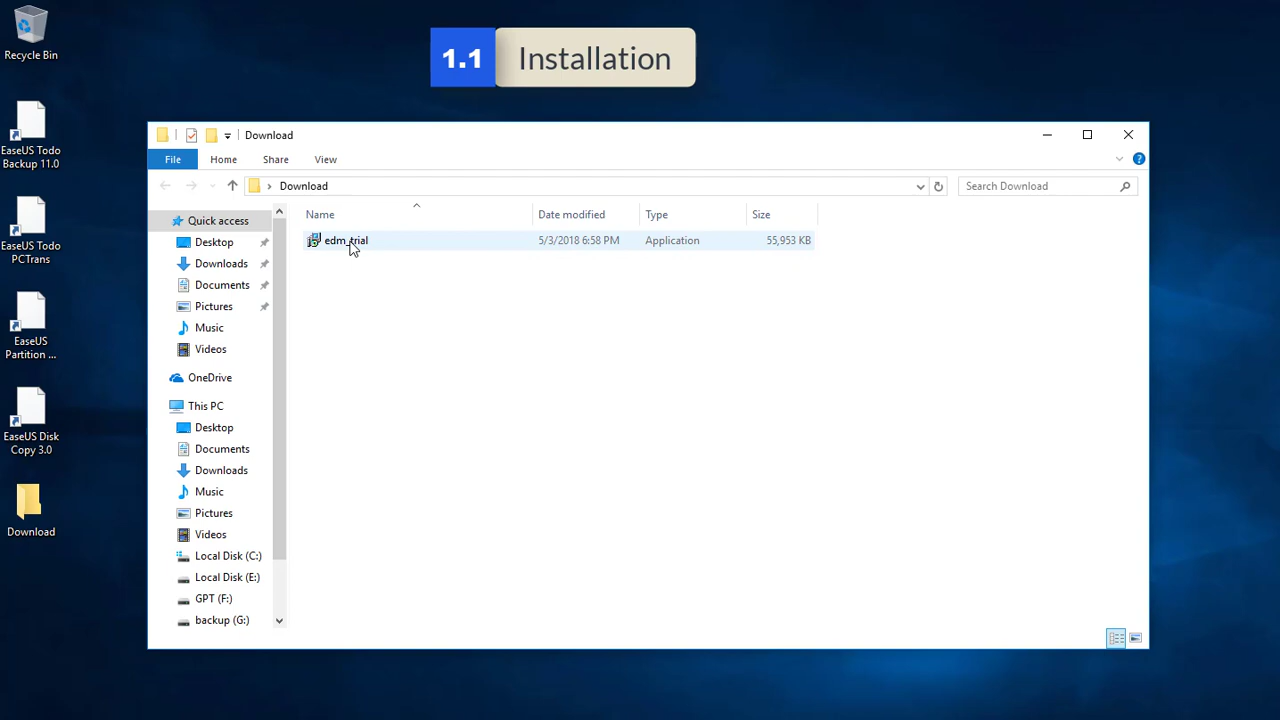 1.1 Installation
Recycle Bin
EaseUS Todo
Backup 11.0
EaseUS Todo
PCTrans
EaseUS
Partition ...
EaseUS Disk
Copy 3.0
Download
Download
File Home Share View
Download
Search Download
Name Date modified Type Size
edm_trial 5/3/2018 6:58 PM Application 55,953 KB
Quick access
Desktop
Downloads
Documents
Pictures
Music
Videos
OneDrive
This PC
Desktop
Documents
Downloads
Music
Pictures
Videos
Local Disk (C:)
Local Disk (E:)
GPT (F:)
backup (G:)